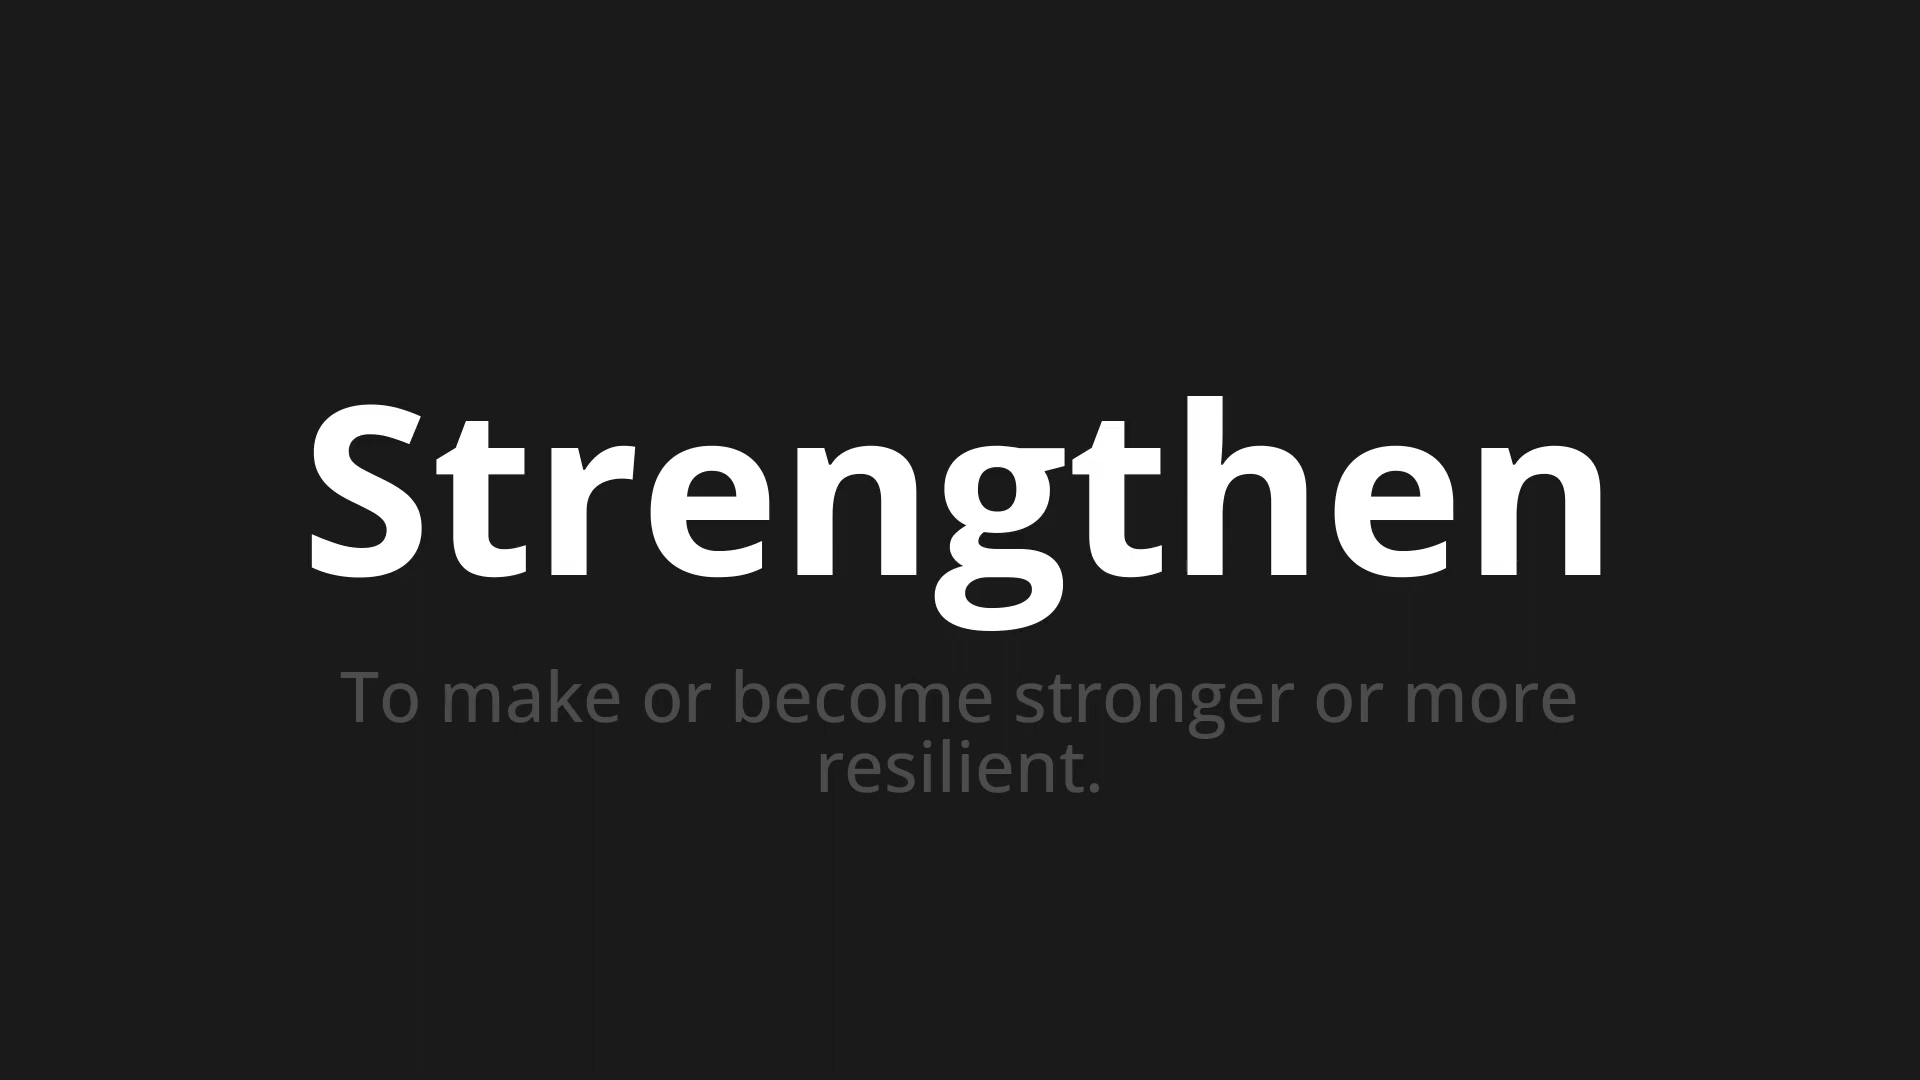 Strengthen
To make or become stronger or more
resilient.